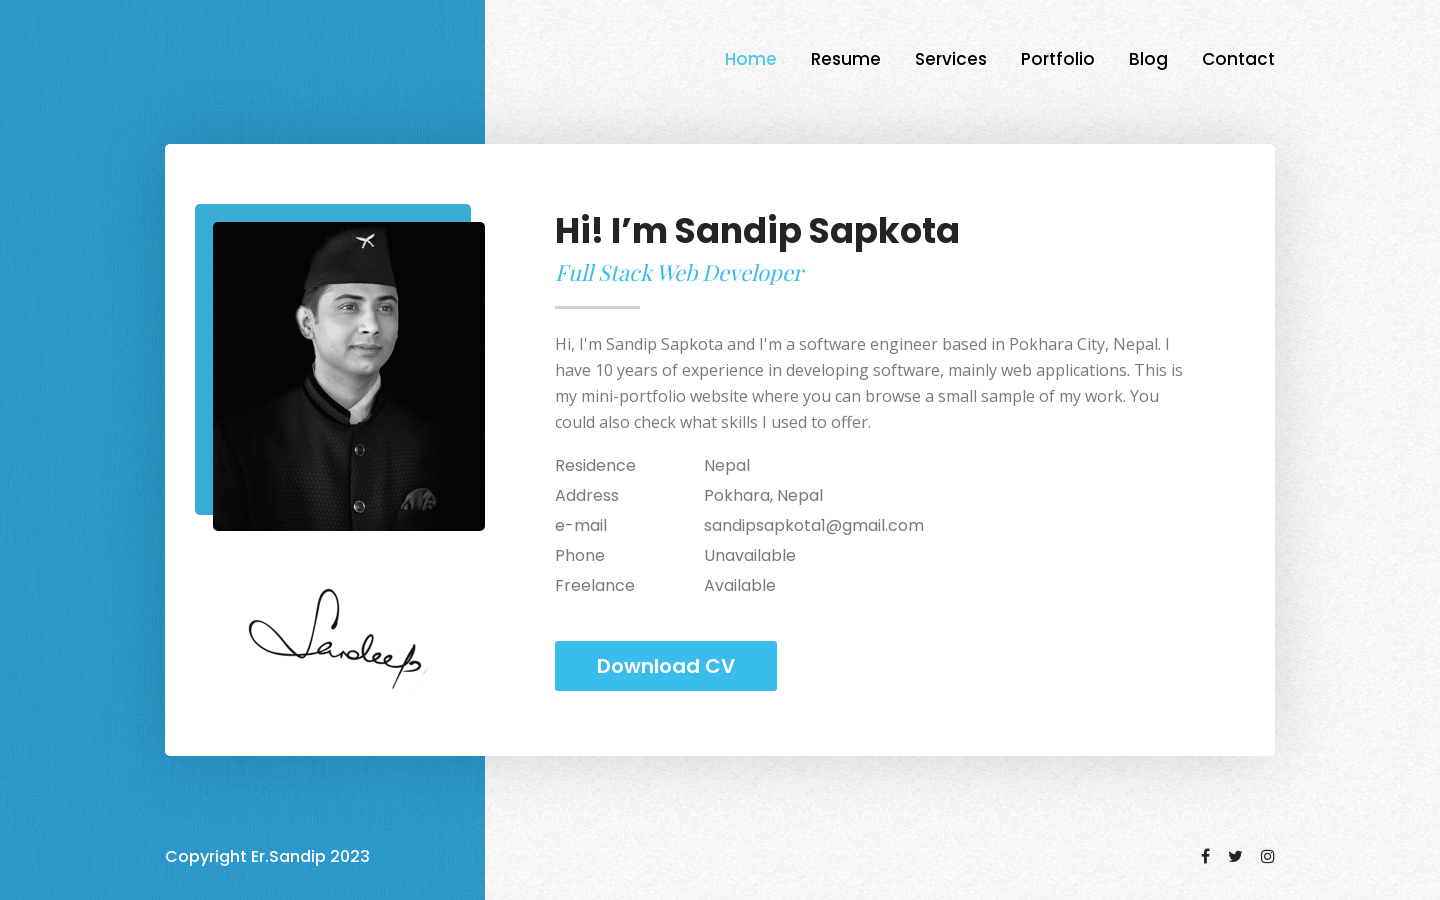 Home Resume Services Portfolio Blog Contact
Hi! I’m Sandip Sapkota
Full Stack Web Developer
Hi, I'm Sandip Sapkota and I'm a software engineer based in Pokhara City, Nepal. I
have 10 years of experience in developing software, mainly web applications. This is
my mini-portfolio website where you can browse a small sample of my work. You
could also check what skills I used to offer.
Residence Nepal
Address Pokhara, Nepal
e-mail sandipsapkota1@gmail.com
Phone Unavailable
Freelance Available
Sandeep
Download CV
Copyright Er.Sandip 2023